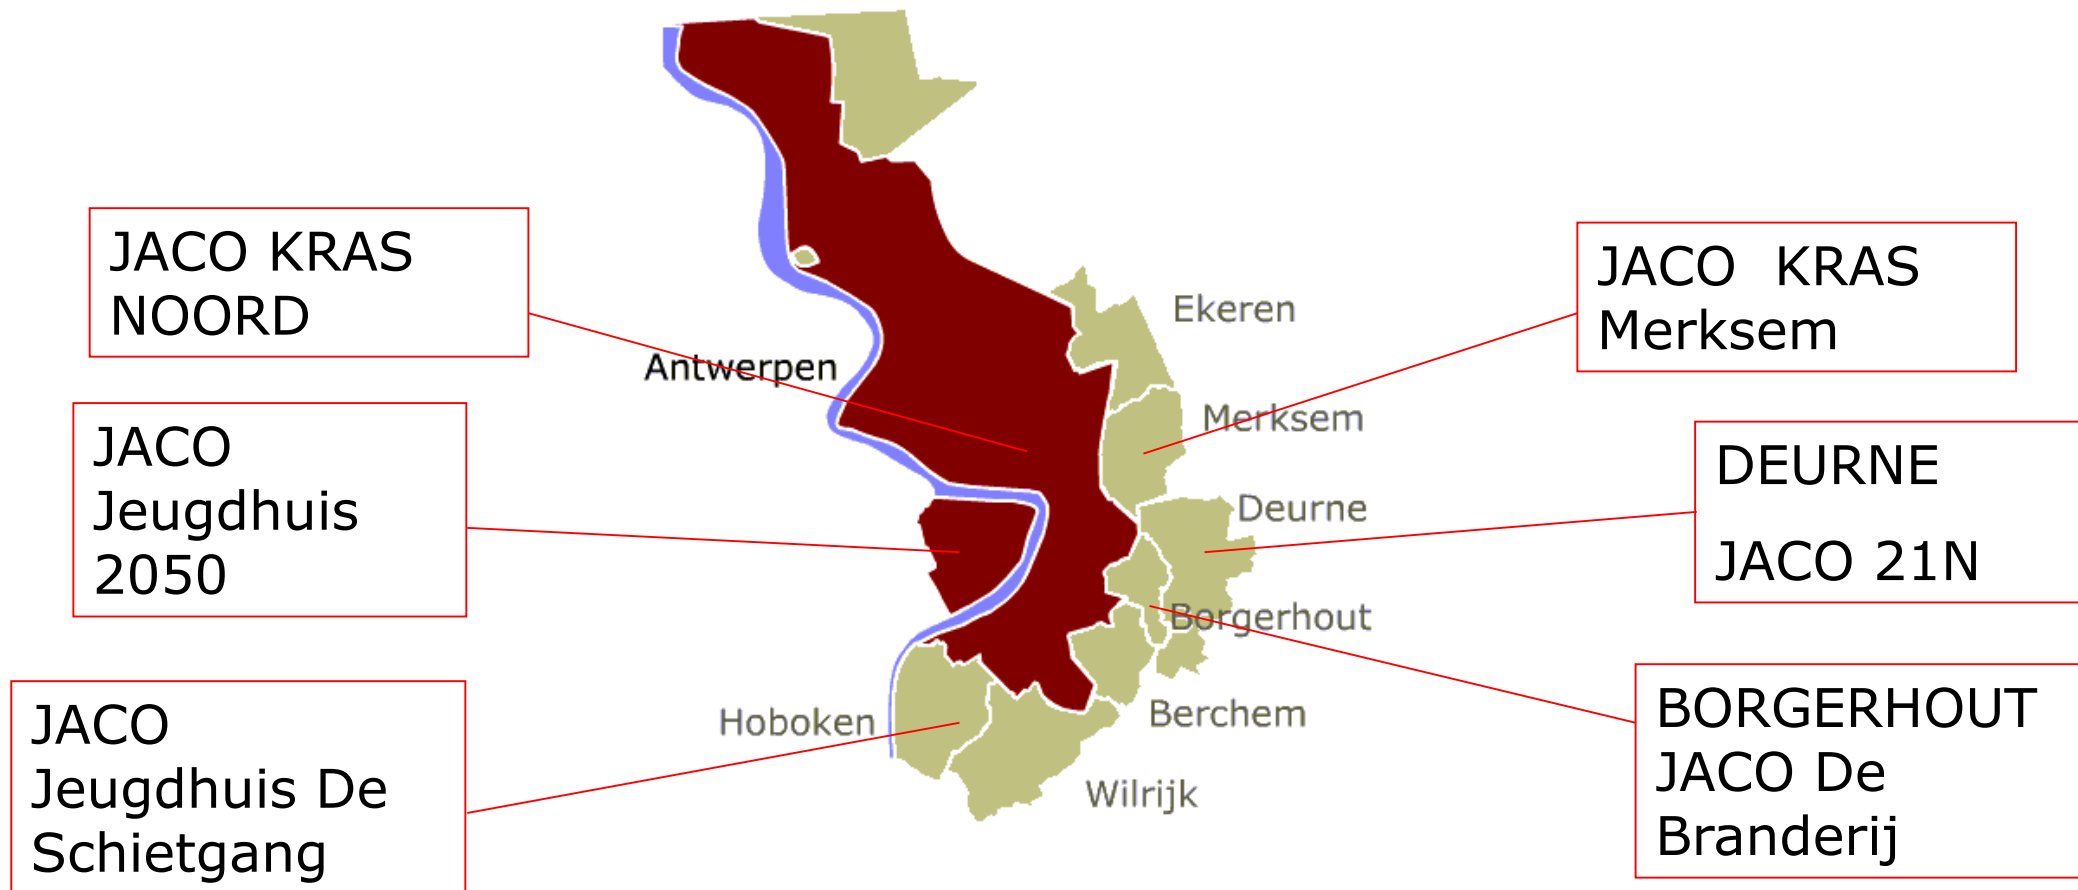 JACO KRAS
NOORD
JACO
Jeugdhuis
2050
JACO
Jeugdhuis De
Schietgang
Antwerpen
Hoboken
Ekeren
Merksem
Deurne
Borgerhout
Berchem
Wilrijk
JACO  KRAS
Merksem
DEURNE
JACO 21N
BORGERHOUT
JACO De
Branderij